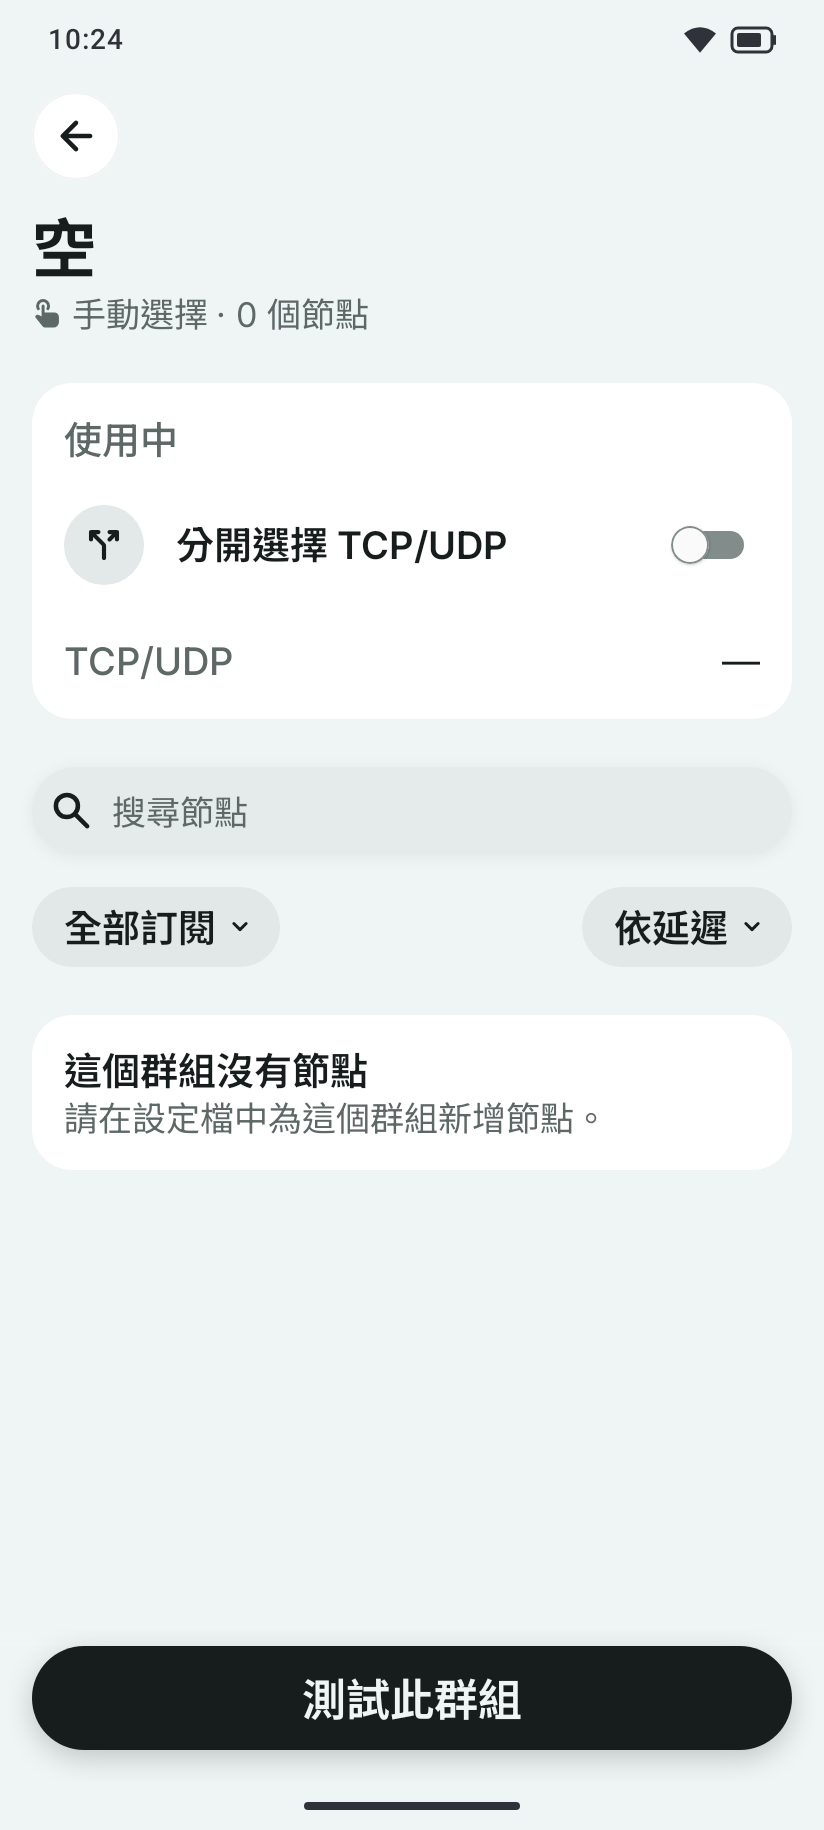 10:24
空
手動選擇 · 0 個節點
使用中
分開選擇 TCP/UDP
TCP/UDP —
搜尋節點
全部訂閱 依延遲
這個群組沒有節點
請在設定檔中為這個群組新增節點。
測試此群組